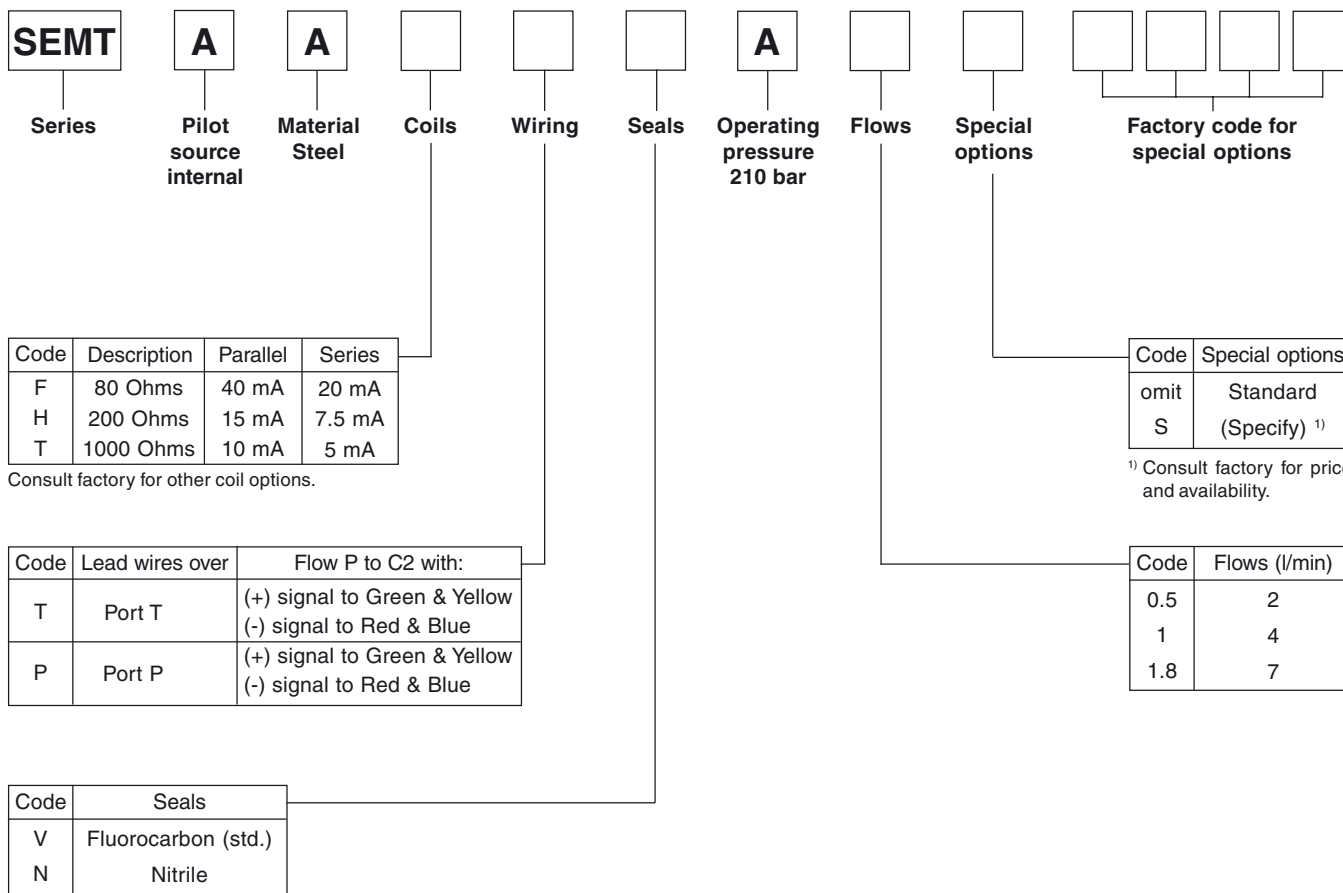 SEMT A A A
Series Pilot source internal Material Steel Coils Wiring Seals Operating pressure 210 bar Flows Special options Factory code for special options
Code Description Parallel Series
F 80 Ohms 40 mA 20 mA
H 200 Ohms 15 mA 7.5 mA
T 1000 Ohms 10 mA 5 mA
Consult factory for other coil options.
Code Special options
omit Standard
S (Specify) 1)
1) Consult factory for price
and availability.
Code Lead wires over Flow P to C2 with:
T Port T (+) signal to Green & Yellow
(-) signal to Red & Blue
P Port P (+) signal to Green & Yellow
(-) signal to Red & Blue
Code Flows (l/min)
0.5 2
1 4
1.8 7
Code Seals
V Fluorocarbon (std.)
N Nitrile